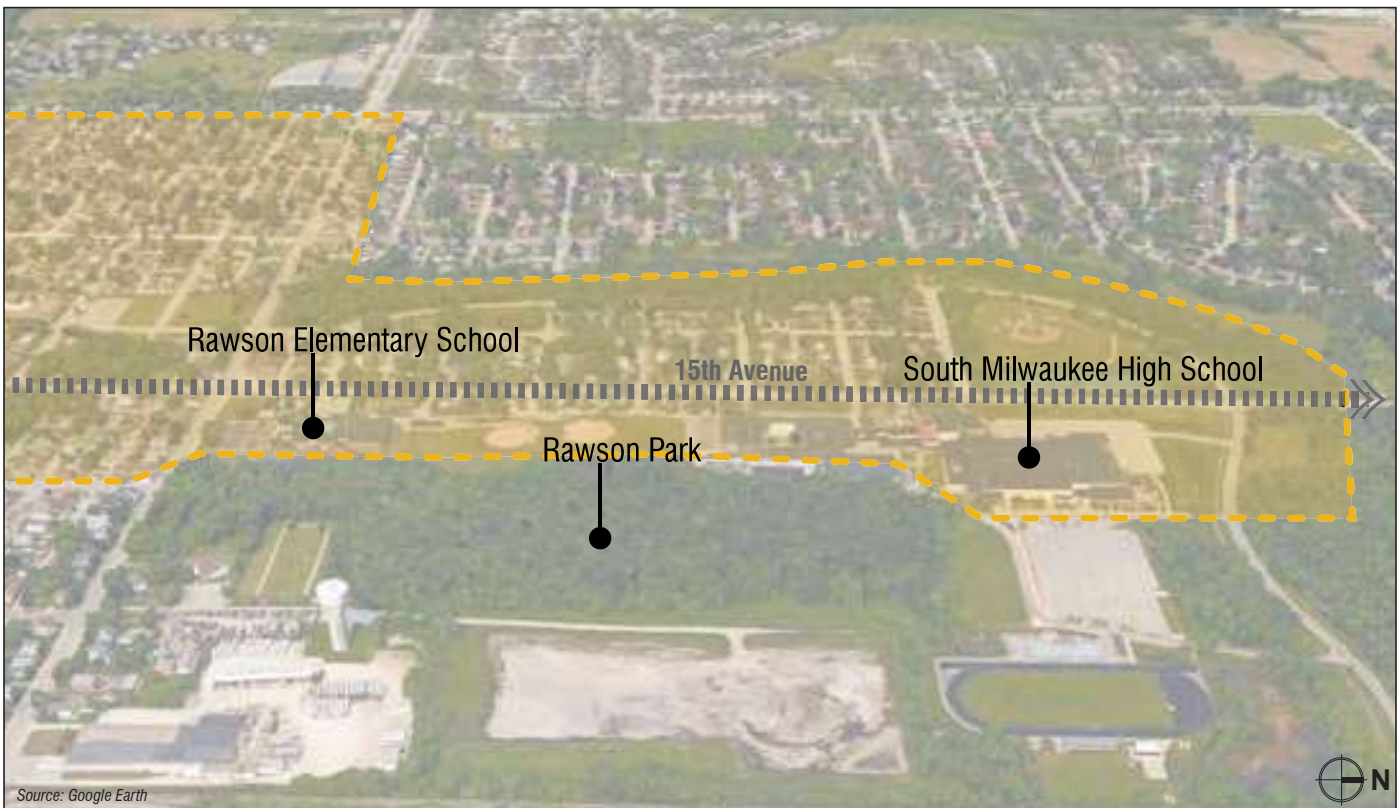 Rawson Elementary School
15th Avenue
South Milwaukee High School
Rawson Park
N
Source: Google Earth